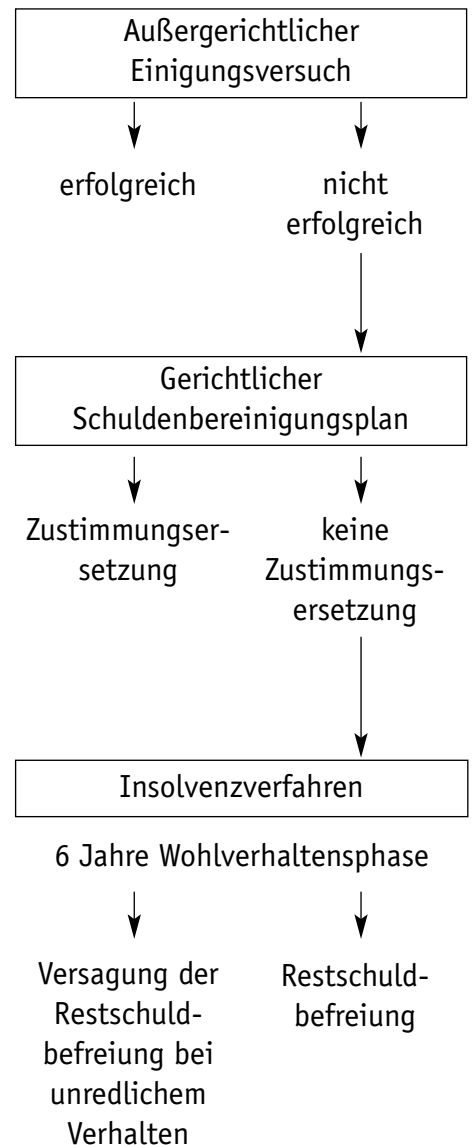 Außergerichtlicher
Einigungsversuch
erfolgreich
nicht
erfolgreich
Gerichtlicher
Schuldenbereinigungsplan
Zustimmungser-
setzung
keine
Zustimmungs-
ersetzung
Insolvenzverfahren
6 Jahre Wohlverhaltensphase
Versagung der
Restschuld-
befreiung bei
unredlichem
Verhalten
Restschuld-
befreiung